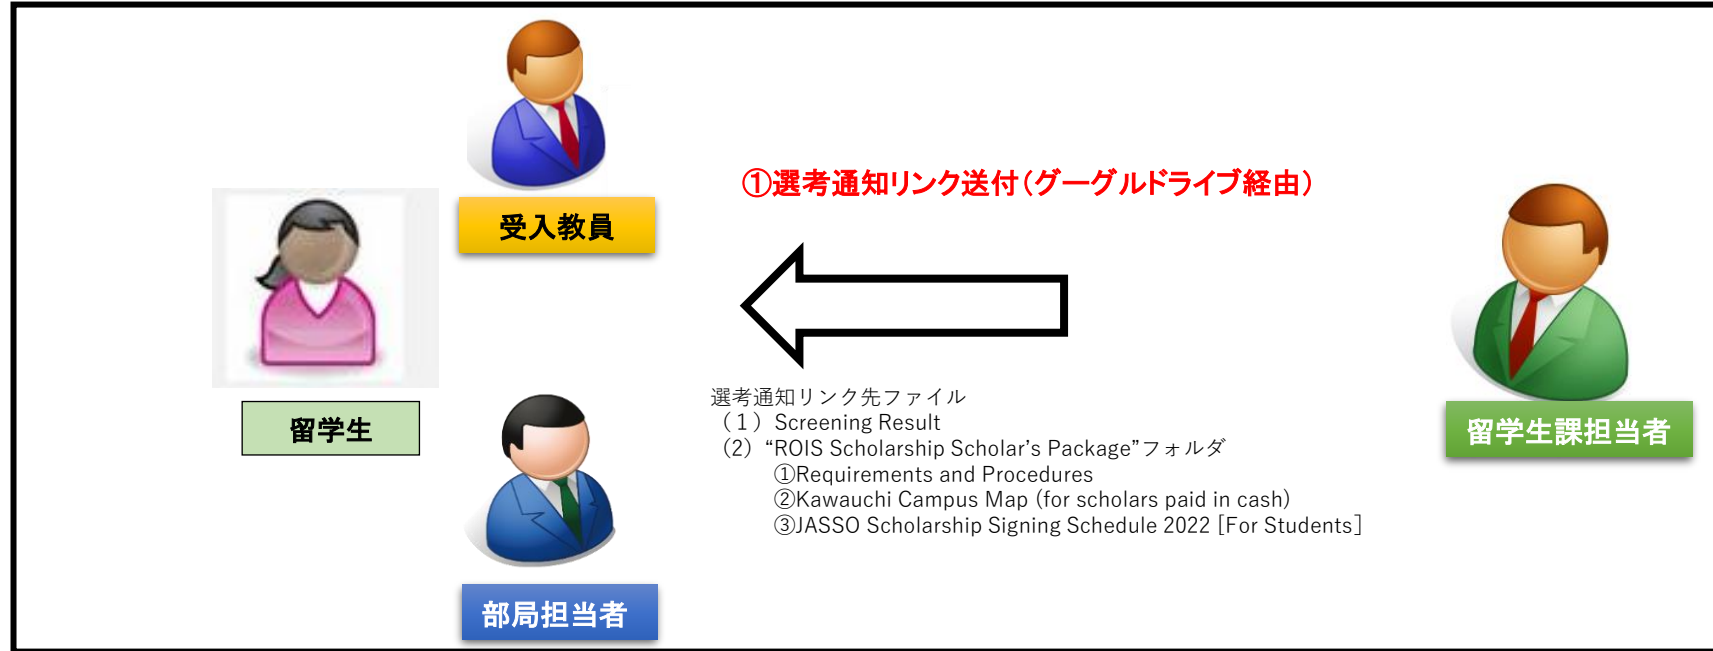 ①選考通知リンク送付(グーグルドライブ経由)
受入教員
留学生
選考通知リンク先ファイル
（１）Screening Result
（2）“ROIS Scholarship Scholar’s Package”フォルダ
①Requirements and Procedures
②Kawauchi Campus Map (for scholars paid in cash)
③JASSO Scholarship Signing Schedule 2022 [For Students]
留学生課担当者
部局担当者